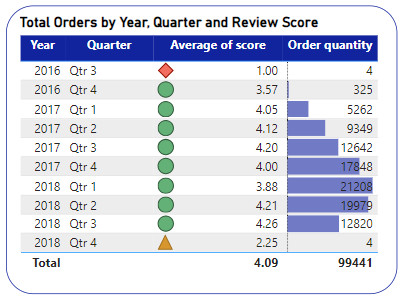 Total Orders by Year, Quarter and Review Score
Year Quarter Average of score Order quantity
2016 Qtr 3 1.00 4
2016 Qtr 4 3.57 325
2017 Qtr 1 4.05 5262
2017 Qtr 2 4.12 9349
2017 Qtr 3 4.20 12642
2017 Qtr 4 4.00 17848
2018 Qtr 1 3.88 21208
2018 Qtr 2 4.21 19979
2018 Qtr 3 4.26 12820
2018 Qtr 4 2.25 4
Total 4.09 99441